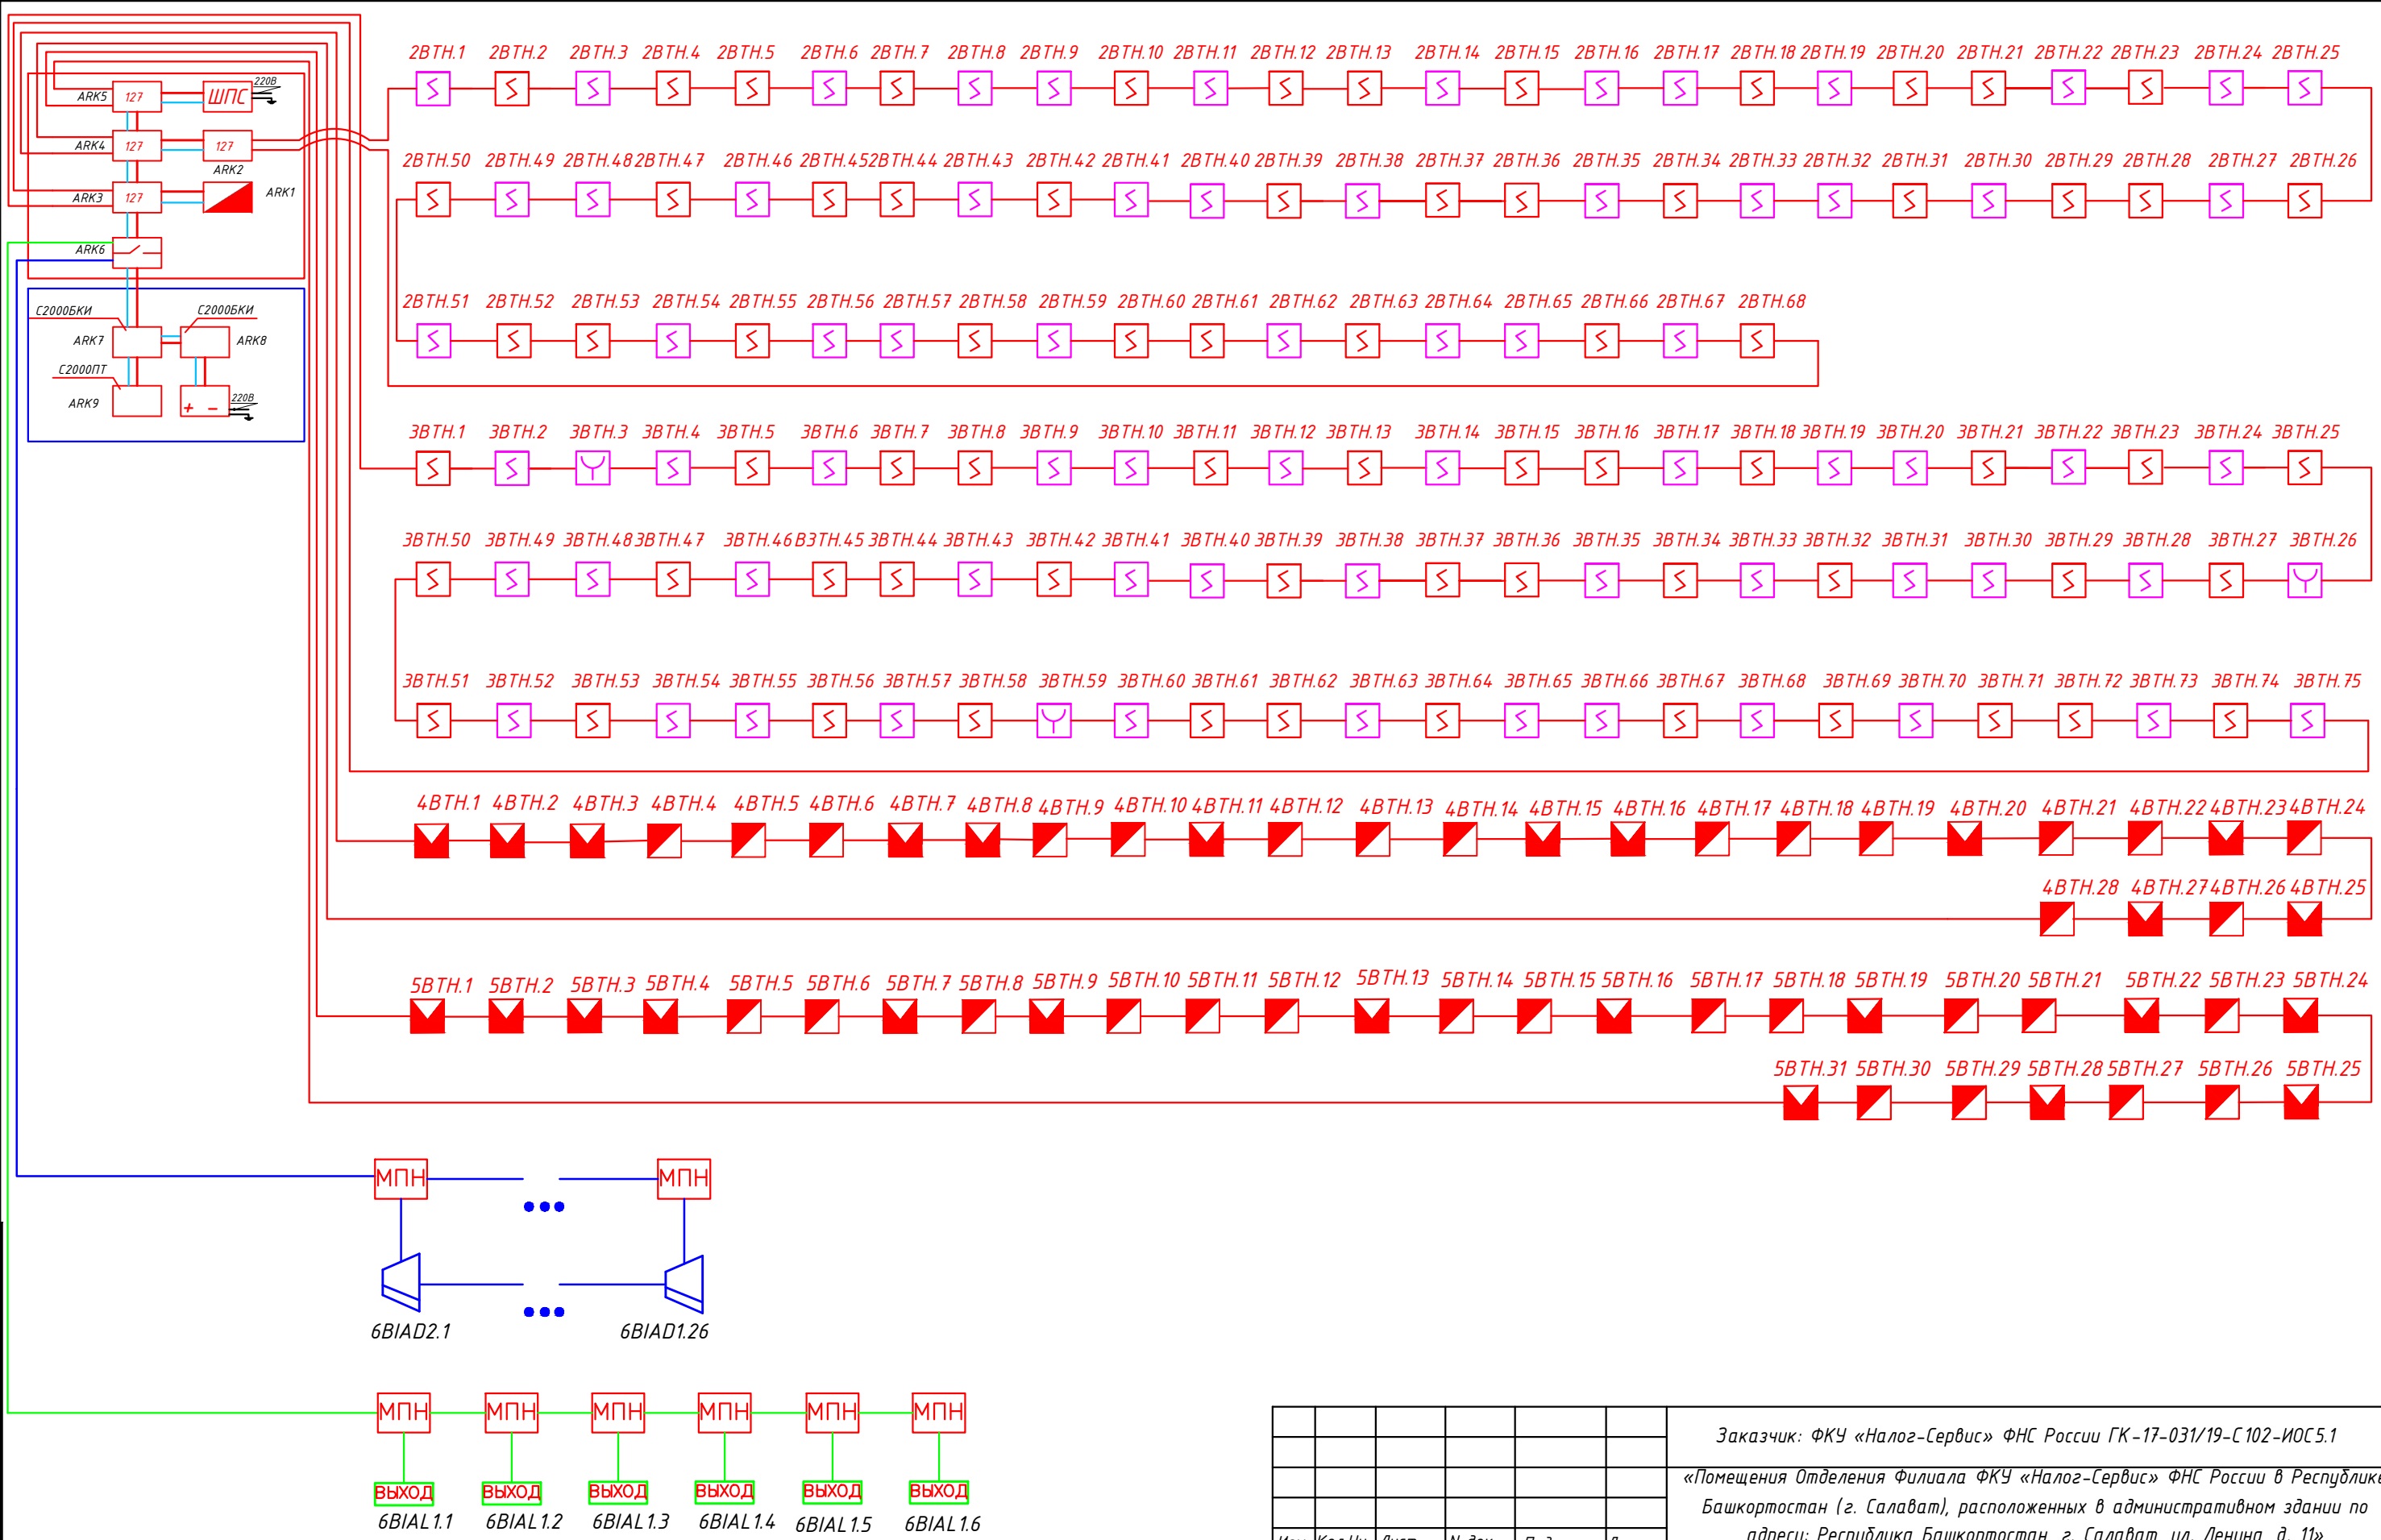 2ВТН.1 2ВТН.2 2ВТН.3 2ВТН.4 2ВТН.5 2ВТН.6 2ВТН.7 2ВТН.8 2ВТН.9 2ВТН.10 2ВТН.11 2ВТН.12 2ВТН.13 2ВТН.14 2ВТН.15 2ВТН.16 2ВТН.17 2ВТН.18 2ВТН.19 2ВТН.20 2ВТН.21 2ВТН.22 2ВТН.23 2ВТН.24 2ВТН.25
ARK5 127 ШПС 220В
ARK4 127 127
ARK2
ARK3 127 ARK1
ARK6
2ВТН.50 2ВТН.49 2ВТН.48 2ВТН.47 2ВТН.46 2ВТН.45 2ВТН.44 2ВТН.43 2ВТН.42 2ВТН.41 2ВТН.40 2ВТН.39 2ВТН.38 2ВТН.37 2ВТН.36 2ВТН.35 2ВТН.34 2ВТН.33 2ВТН.32 2ВТН.31 2ВТН.30 2ВТН.29 2ВТН.28 2ВТН.27 2ВТН.26
С2000БКИ С2000БКИ
ARK7 ARK8
С2000ПТ
ARK9 + - 220В
2ВТН.51 2ВТН.52 2ВТН.53 2ВТН.54 2ВТН.55 2ВТН.56 2ВТН.57 2ВТН.58 2ВТН.59 2ВТН.60 2ВТН.61 2ВТН.62 2ВТН.63 2ВТН.64 2ВТН.65 2ВТН.66 2ВТН.67 2ВТН.68
3ВТН.1 3ВТН.2 3ВТН.3 3ВТН.4 3ВТН.5 3ВТН.6 3ВТН.7 3ВТН.8 3ВТН.9 3ВТН.10 3ВТН.11 3ВТН.12 3ВТН.13 3ВТН.14 3ВТН.15 3ВТН.16 3ВТН.17 3ВТН.18 3ВТН.19 3ВТН.20 3ВТН.21 3ВТН.22 3ВТН.23 3ВТН.24 3ВТН.25
3ВТН.50 3ВТН.49 3ВТН.48 3ВТН.47 3ВТН.46 В3ТН.45 3ВТН.44 3ВТН.43 3ВТН.42 3ВТН.41 3ВТН.40 3ВТН.39 3ВТН.38 3ВТН.37 3ВТН.36 3ВТН.35 3ВТН.34 3ВТН.33 3ВТН.32 3ВТН.31 3ВТН.30 3ВТН.29 3ВТН.28 3ВТН.27 3ВТН.26
3ВТН.51 3ВТН.52 3ВТН.53 3ВТН.54 3ВТН.55 3ВТН.56 3ВТН.57 3ВТН.58 3ВТН.59 3ВТН.60 3ВТН.61 3ВТН.62 3ВТН.63 3ВТН.64 3ВТН.65 3ВТН.66 3ВТН.67 3ВТН.68 3ВТН.69 3ВТН.70 3ВТН.71 3ВТН.72 3ВТН.73 3ВТН.74 3ВТН.75
4ВТН.1 4ВТН.2 4ВТН.3 4ВТН.4 4ВТН.5 4ВТН.6 4ВТН.7 4ВТН.8 4ВТН.9 4ВТН.10 4ВТН.11 4ВТН.12 4ВТН.13 4ВТН.14 4ВТН.15 4ВТН.16 4ВТН.17 4ВТН.18 4ВТН.19 4ВТН.20 4ВТН.21 4ВТН.22 4ВТН.23 4ВТН.24
4ВТН.28 4ВТН.27 4ВТН.26 4ВТН.25
5ВТН.1 5ВТН.2 5ВТН.3 5ВТН.4 5ВТН.5 5ВТН.6 5ВТН.7 5ВТН.8 5ВТН.9 5ВТН.10 5ВТН.11 5ВТН.12 5ВТН.13 5ВТН.14 5ВТН.15 5ВТН.16 5ВТН.17 5ВТН.18 5ВТН.19 5ВТН.20 5ВТН.21 5ВТН.22 5ВТН.23 5ВТН.24
5ВТН.31 5ВТН.30 5ВТН.29 5ВТН.28 5ВТН.27 5ВТН.26 5ВТН.25
МПН МПН
6BIAD2.1 6BIAD1.26
МПН МПН МПН МПН МПН МПН
ВЫХОД ВЫХОД ВЫХОД ВЫХОД ВЫХОД ВЫХОД
6BIAL1.1 6BIAL1.2 6BIAL1.3 6BIAL1.4 6BIAL1.5 6BIAL1.6
Заказчик: ФКУ «Налог-Сервис» ФНС России ГК-17-031/19-С102-ИОС5.1
«Помещения Отделения Филиала ФКУ «Налог-Сервис» ФНС России в Республике
Башкортостан (г. Салават), расположенных в административном здании по
адресу: Республика Башкортостан, г. Салават, ул. Ленина, д. 11»